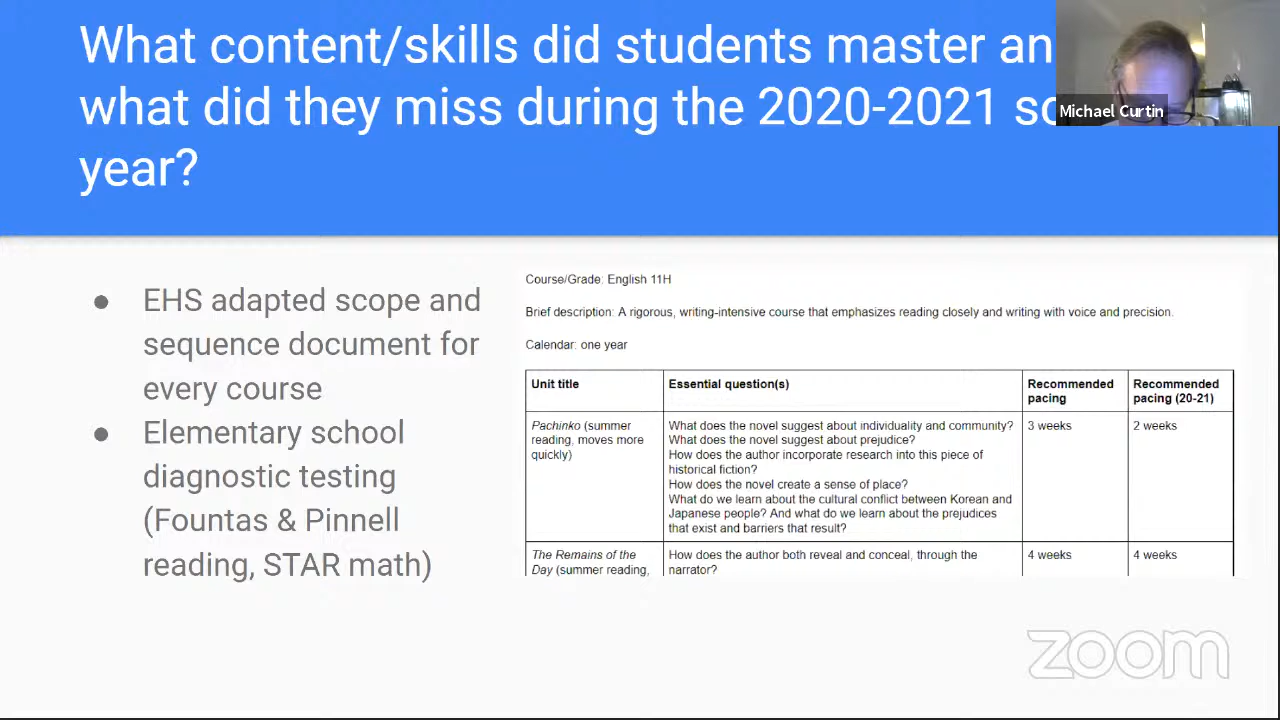 What content/skills did students master an
what did they miss during the 2020-2021 sc
year?
Michael Curtin
● EHS adapted scope and
sequence document for
every course
● Elementary school
diagnostic testing
(Fountas & Pinnell
reading, STAR math)
Course/Grade: English 11H
Brief description: A rigorous, writing-intensive course that emphasizes reading closely and writing with voice and precision.
Calendar: one year
Unit title
Essential question(s)
Recommended
pacing
Recommended
pacing (20-21)
Pachinko (summer
reading, moves more
quickly)
What does the novel suggest about individuality and community?
What does the novel suggest about prejudice?
How does the author incorporate research into this piece of
historical fiction?
How does the novel create a sense of place?
What do we learn about the cultural conflict between Korean and
Japanese people? And what do we learn about the prejudices
that exist and barriers that result?
3 weeks
2 weeks
The Remains of the
Day (summer reading,
How does the author both reveal and conceal, through the
narrator?
4 weeks
4 weeks
zoom